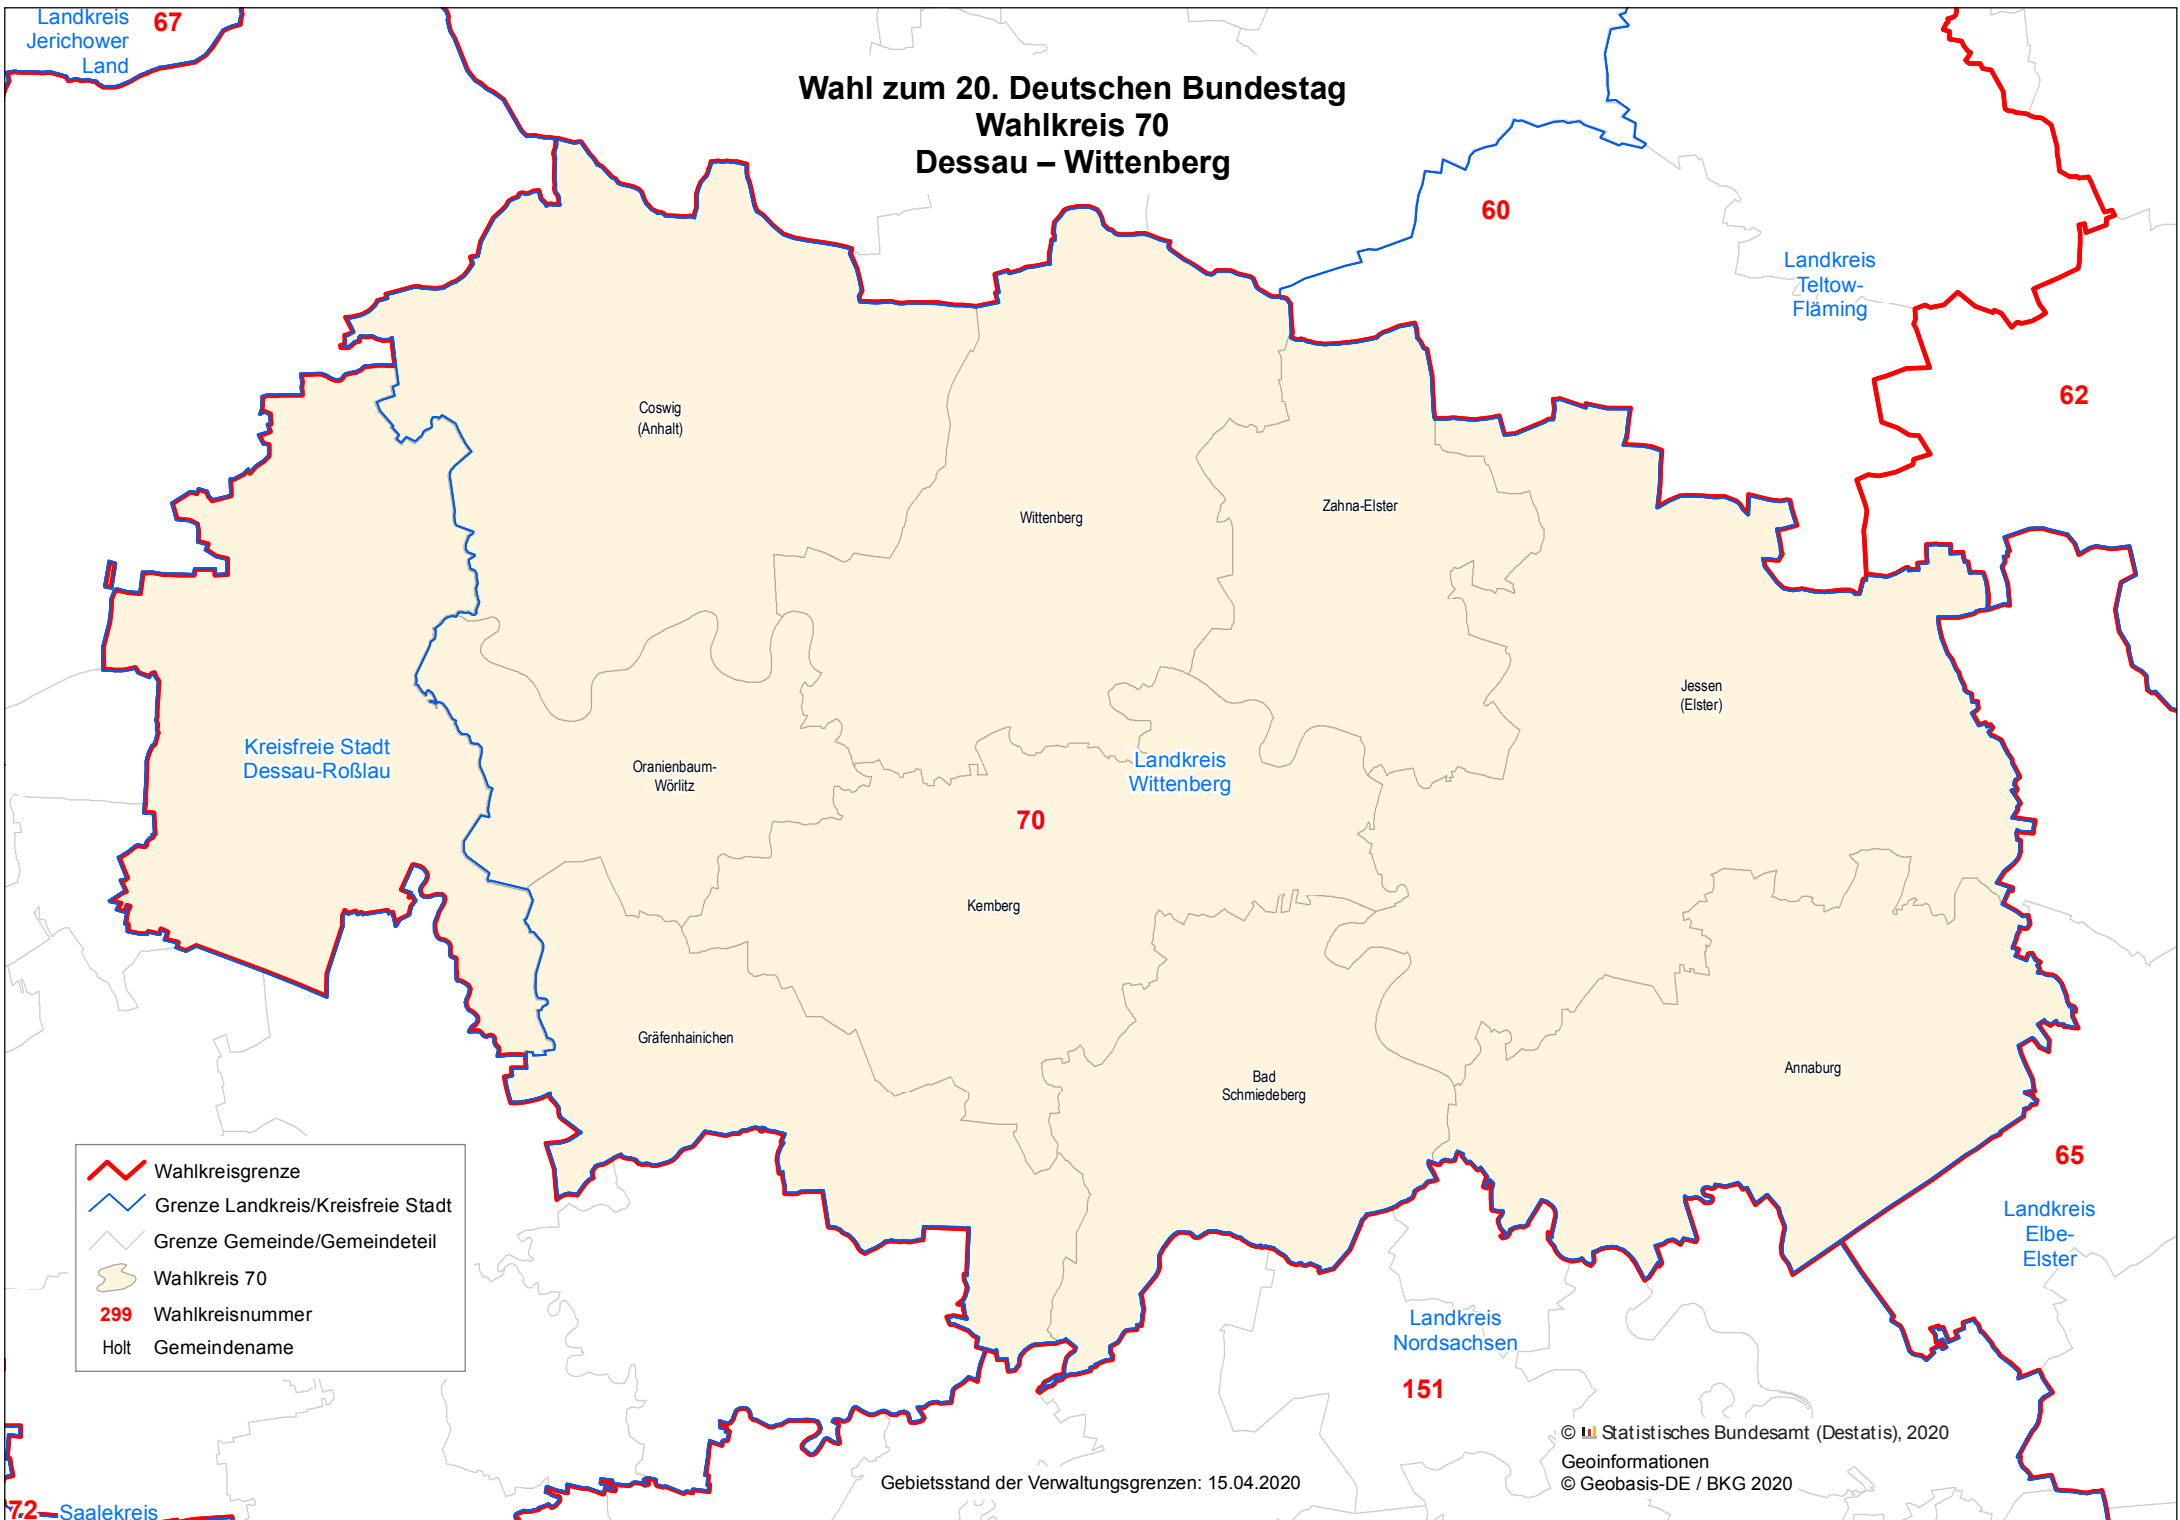 Landkreis
Jerichower
Land
67
Wahl zum 20. Deutschen Bundestag
Wahlkreis 70
Dessau – Wittenberg
60
Landkreis
Teltow-
Fläming
62
Coswig
(Anhalt)
Wittenberg
Zahna-Elster
Jessen
(Elster)
Kreisfreie Stadt
Dessau-Roßlau
Oranienbaum-
Wörlitz
Landkreis
Wittenberg
70
Kemberg
Gräfenhainichen
Bad
Schmiedeberg
Annaburg
65
Landkreis
Elbe-
Elster
Wahlkreisgrenze
Grenze Landkreis/Kreisfreie Stadt
Grenze Gemeinde/Gemeindeteil
Wahlkreis 70
299 Wahlkreisnummer
Holt Gemeindename
Landkreis
Nordsachsen
151
© Statistisches Bundesamt (Destatis), 2020
Geoinformationen
© Geobasis-DE / BKG 2020
Gebietsstand der Verwaltungsgrenzen: 15.04.2020
72 Saalekreis